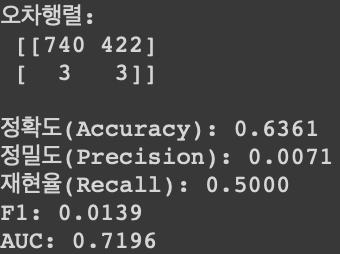 오차행렬:
[[740 422]
[ 3 3]]
정확도(Accuracy): 0.6361
정밀도(Precision): 0.0071
재현율(Recall): 0.5000
F1: 0.0139
AUC: 0.7196